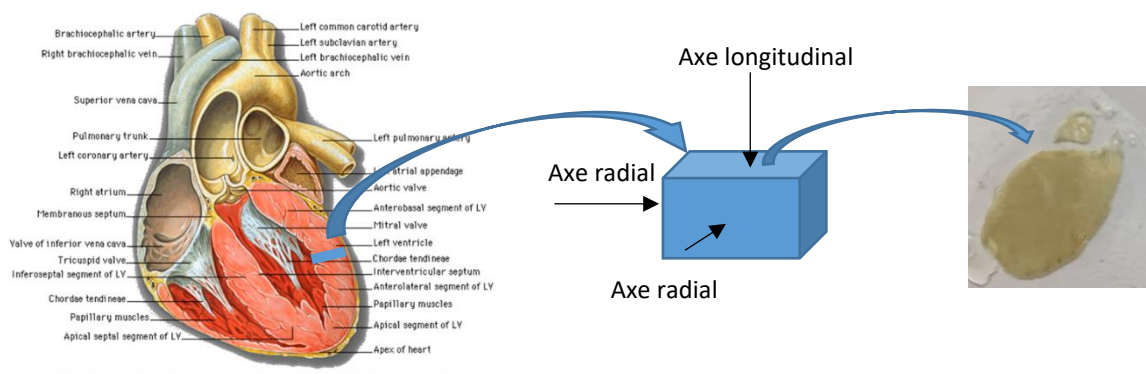 Brachiocephalic artery
Right brachiocephalic vein
Superior vena cava
Pulmonary trunk
Left coronary artery
Right atrium
Membranous septum
Valve of inferior vena cava
Tricuspid valve
Inferoseptal segment of LV
Chordae tendineae
Papillary muscles
Apical septal segment of LV
Left common carotid artery
Left subclavian artery
Left brachiocephalic vein
Aortic arch
Left pulmonary artery
atrial appendage
Aortic valve
Anterobasal segment of LV
Mitral valve
Left ventricle
Chordae tendineae
Interventricular septum
Anterolateral segment of LV
Papillary muscles
Apical segment of LV
Apex of heart
Axe longitudinal
Axe radial
Axe radial